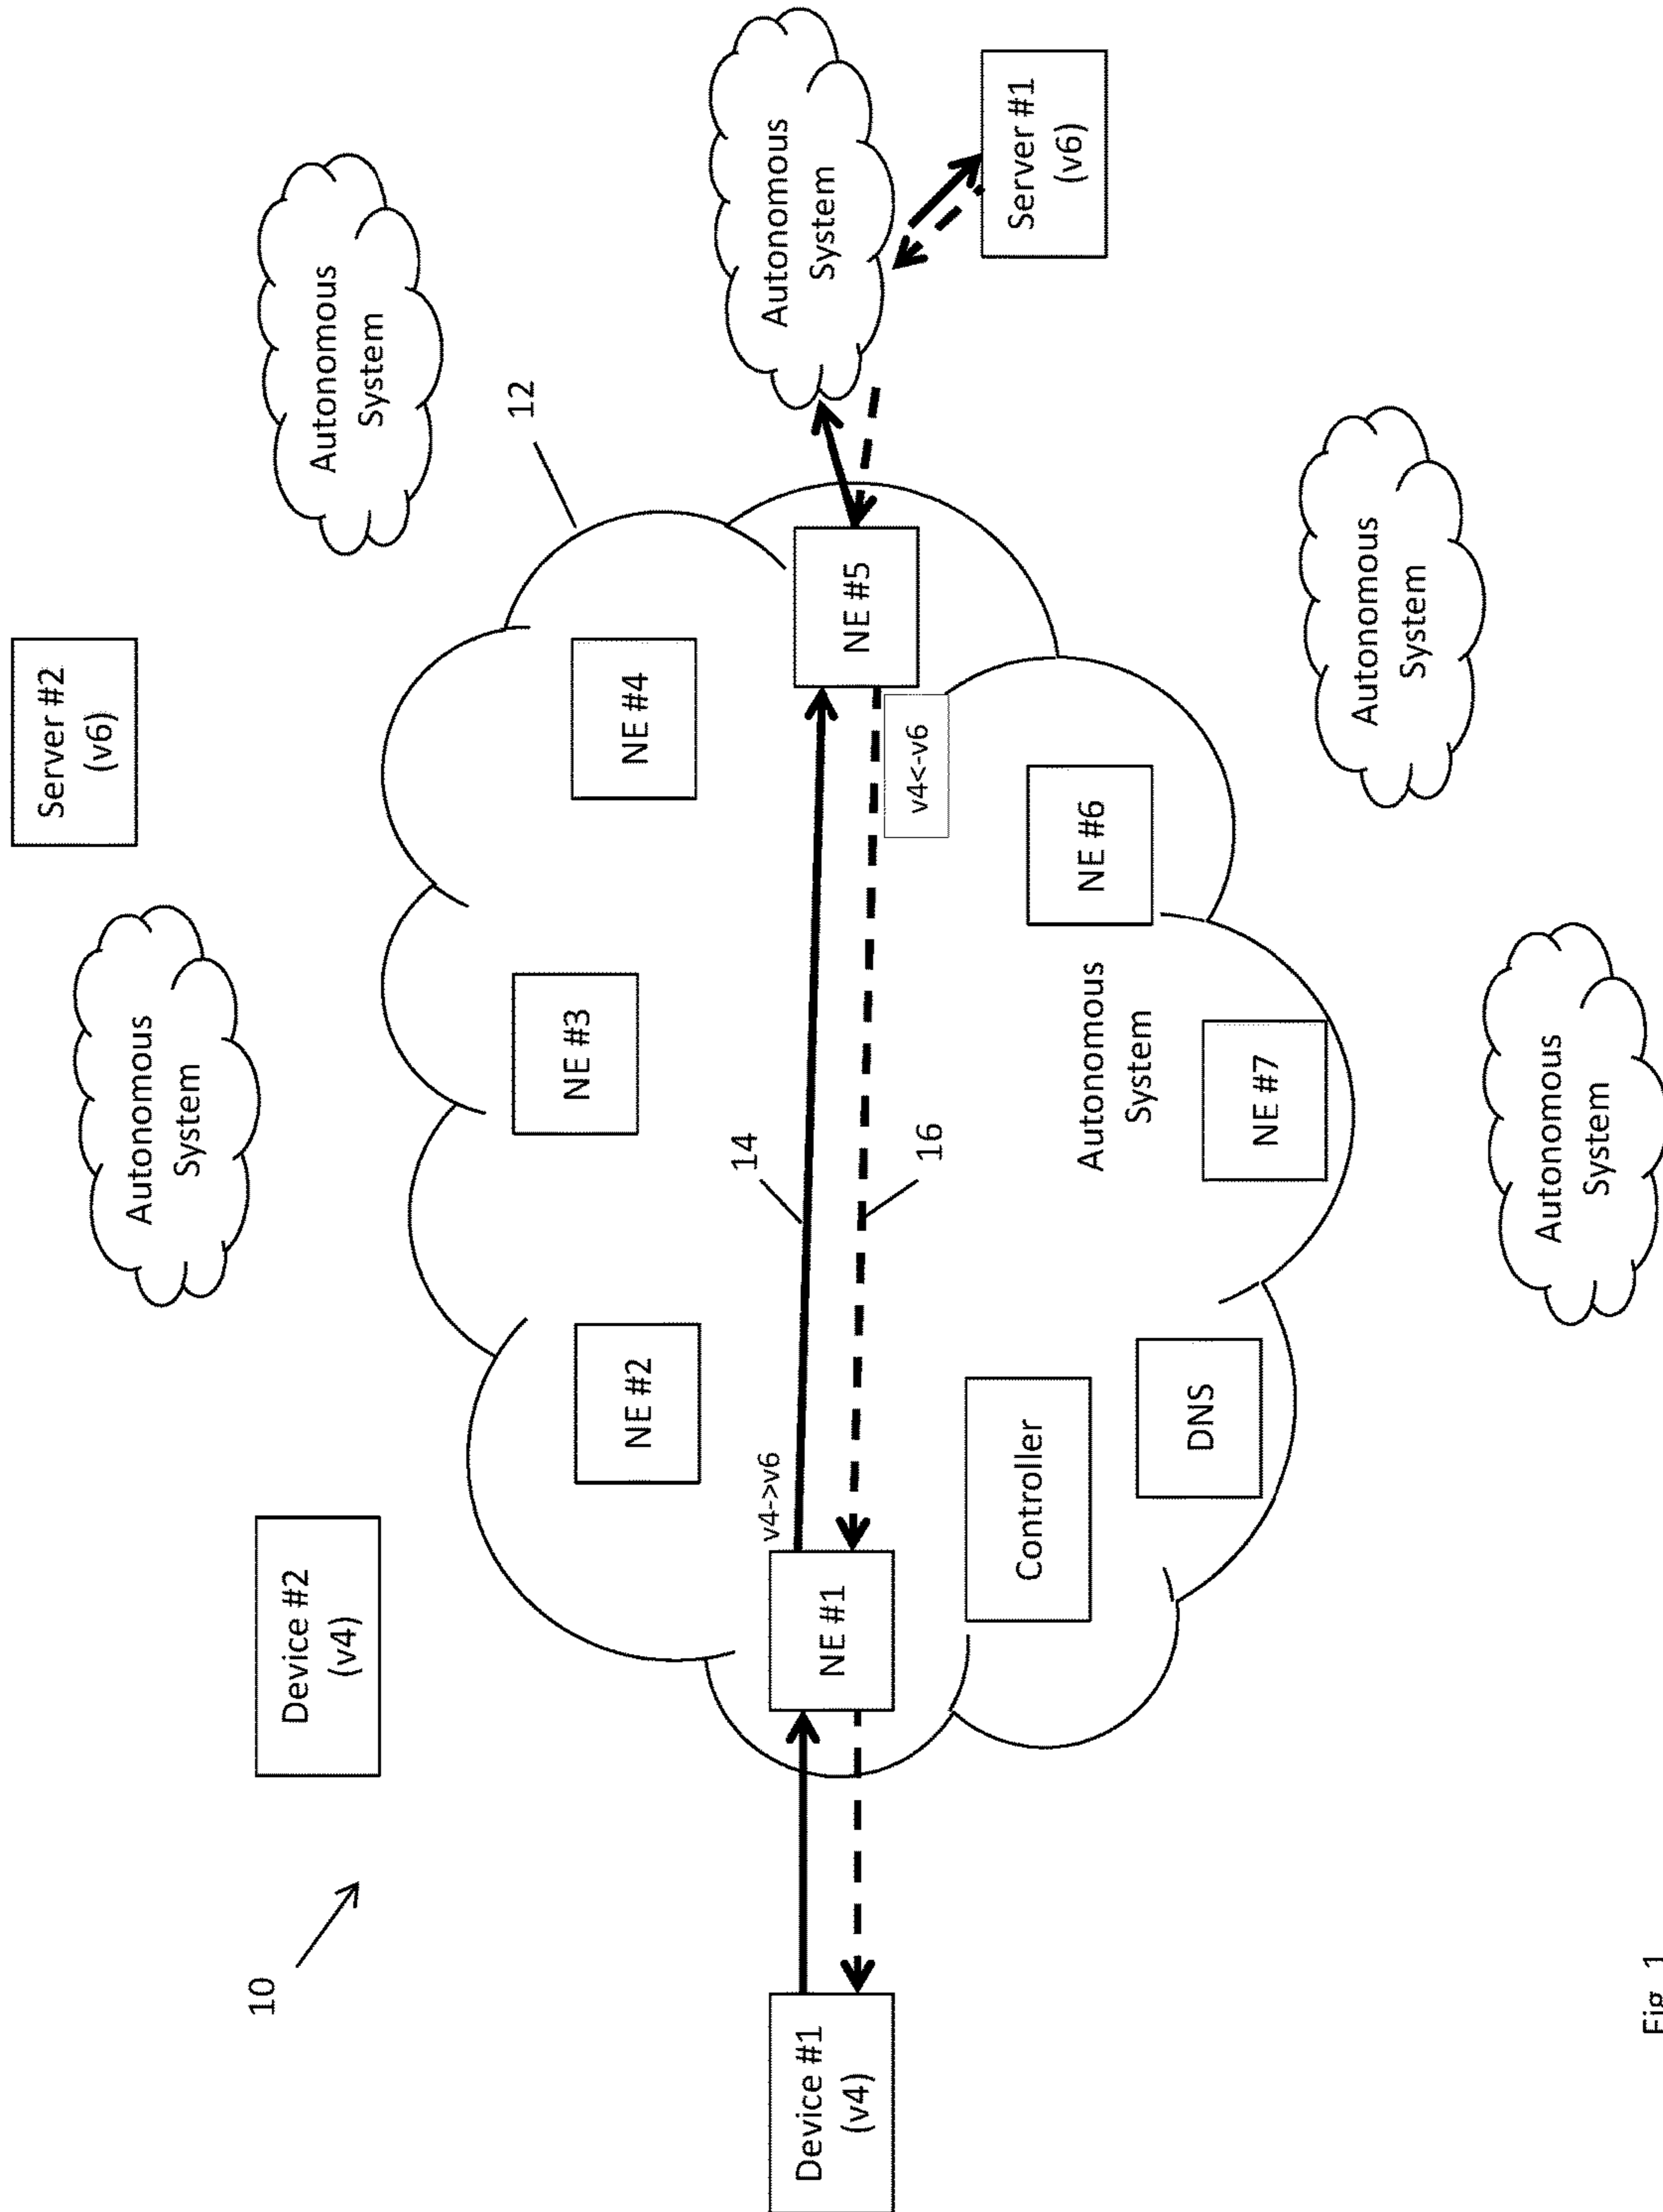 Server #2
(v6)
Autonomous
System
10
Device #2
(v4)
Autonomous
System
12
NE #3
NE #2
NE #4
14
v4->v6
Autonomous
System
Device #1
(v4)
NE #1
NE #5
v4<-v6
16
Server #1
(v6)
Controller
NE #6
Autonomous
System
DNS
NE #7
Autonomous
System
Autonomous
System
Fig. 1